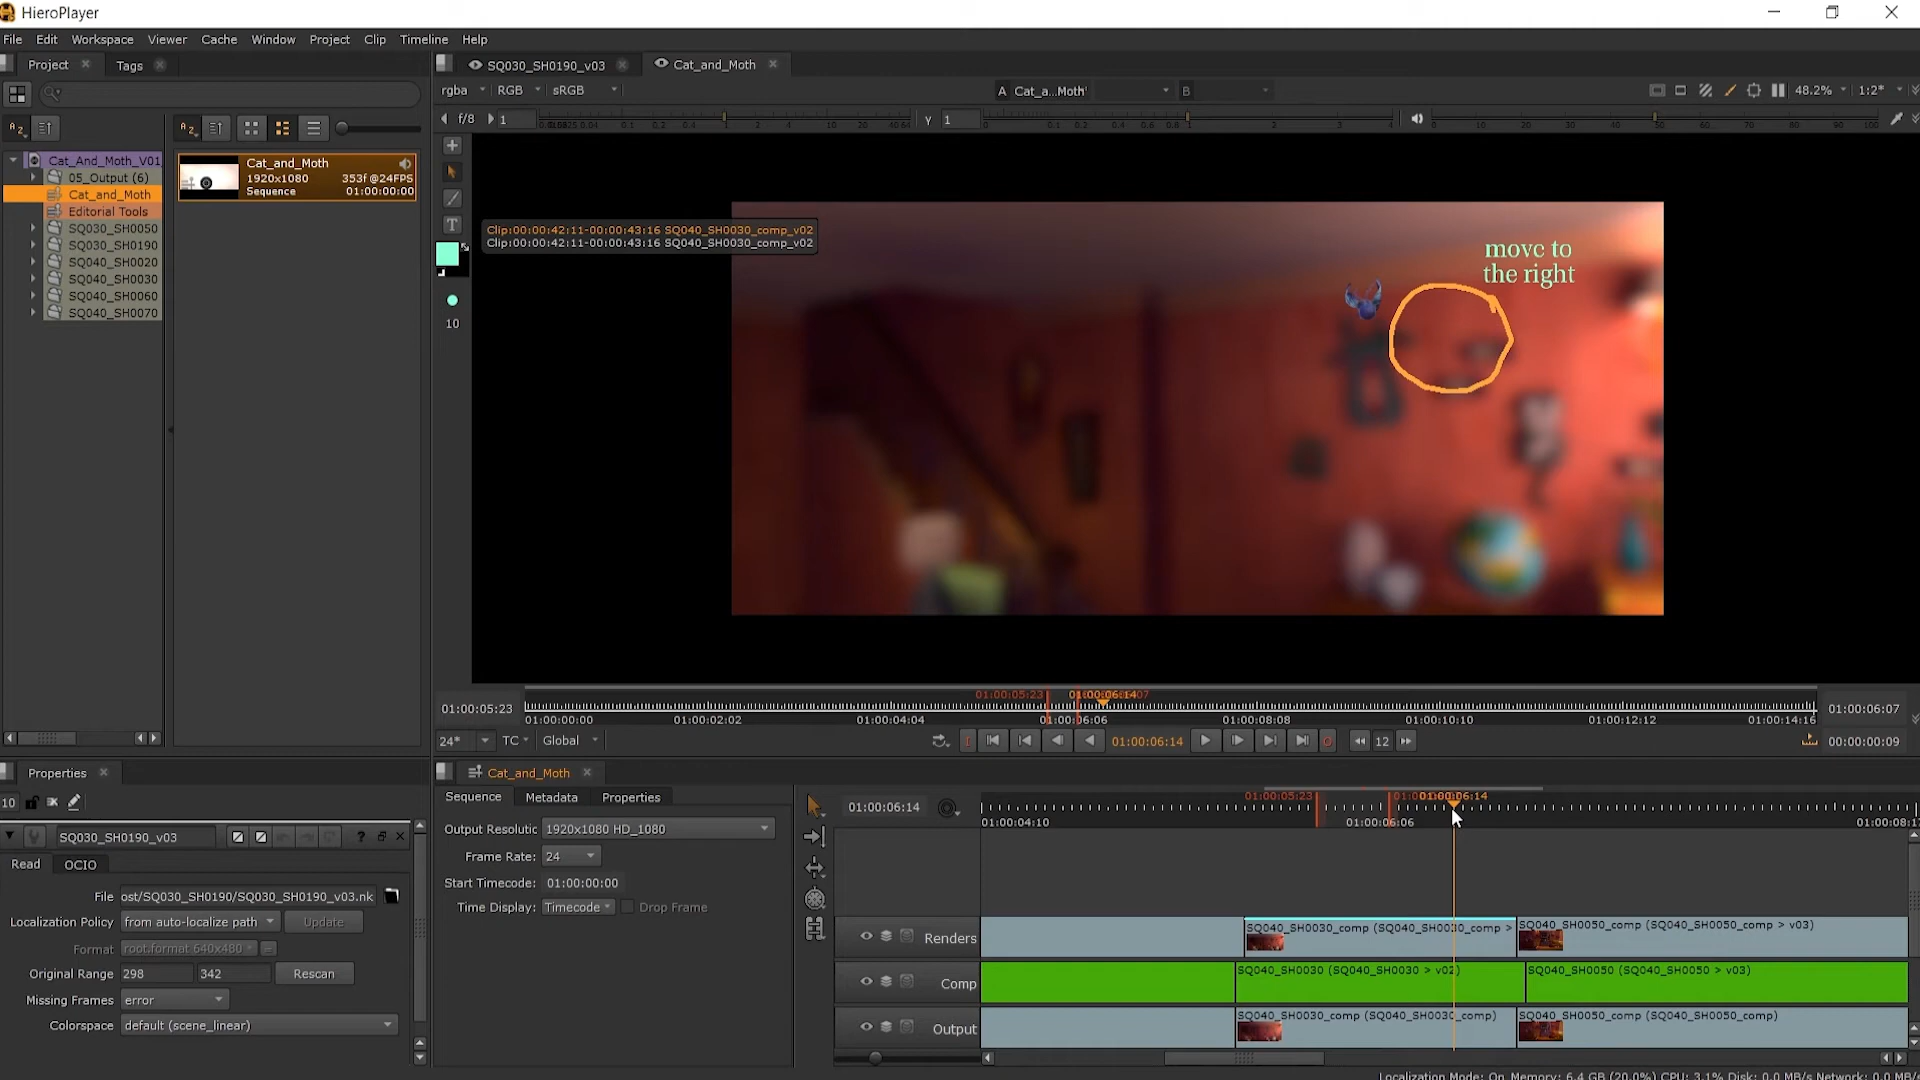 HieroPlayer
File Edit Workspace Viewer Cache Window Project Clip Timeline Help
Project Tags
SQ030_SH0190_v03 Cat_and_Moth
rgba RGB sRGB
A Cat_a...Moth'
B
48.2% 1:2*
f/8 1
γ 1
Cat_And_Moth_V01
05_Output (6)
Cat_and_Moth
Editorial Tools
SQ030_SH0050
SQ030_SH0190
SQ040_SH0020
SQ040_SH0030
SQ040_SH0060
SQ040_SH0070
Cat_and_Moth
1920x1080 353f @24FPS
Sequence 01:00:00:00
T
10
Clip:00:00:42:11-00:00:43:16 SQ040_SH0030_comp_v02
Clip:00:00:42:11-00:00:43:16 SQ040_SH0030_comp_v02
move to
the right
01:00:05:23
01:00:05:23 01:00:06:14
01:00:00:00 01:00:02:02 01:00:04:04 01:00:06:06 01:00:08:08 01:00:10:10 01:00:12:12 01:00:14:16
01:00:06:07
24* TC Global
01:00:06:14
12
00:00:00:09
Properties
10
SQ030_SH0190_v03
Read OCIO
File ost/SQ030_SH0190/SQ030_SH0190_v03.nk
Localization Policy from auto-localize path Update
Format root.format 640x480
Original Range 298 342 Rescan
Missing Frames error
Colorspace default (scene_linear)
Cat_and_Moth
Sequence Metadata Properties
Output Resolutic 1920x1080 HD_1080
Frame Rate: 24
Start Timecode: 01:00:00:00
Time Display: Timecode Drop Frame
01:00:06:14
01:00:05:23 01:00:06:14
01:00:04:10 01:00:06:06 01:00:08:1
Renders
SQ040_SH0030_comp (SQ040_SH0030_comp >
SQ040_SH0050_comp (SQ040_SH0050_comp > v03)
Comp
SQ040_SH0030 (SQ040_SH0030 > v02)
SQ040_SH0050 (SQ040_SH0050 > v03)
Output
SQ040_SH0030_comp (SQ040_SH0030_comp)
SQ040_SH0050_comp (SQ040_SH0050_comp)
Localization Mode: On Memory: 6.4 GB (20.0%) CPU: 3.1% Disk: 0.0 MB/s Network: 0.0 MB/s